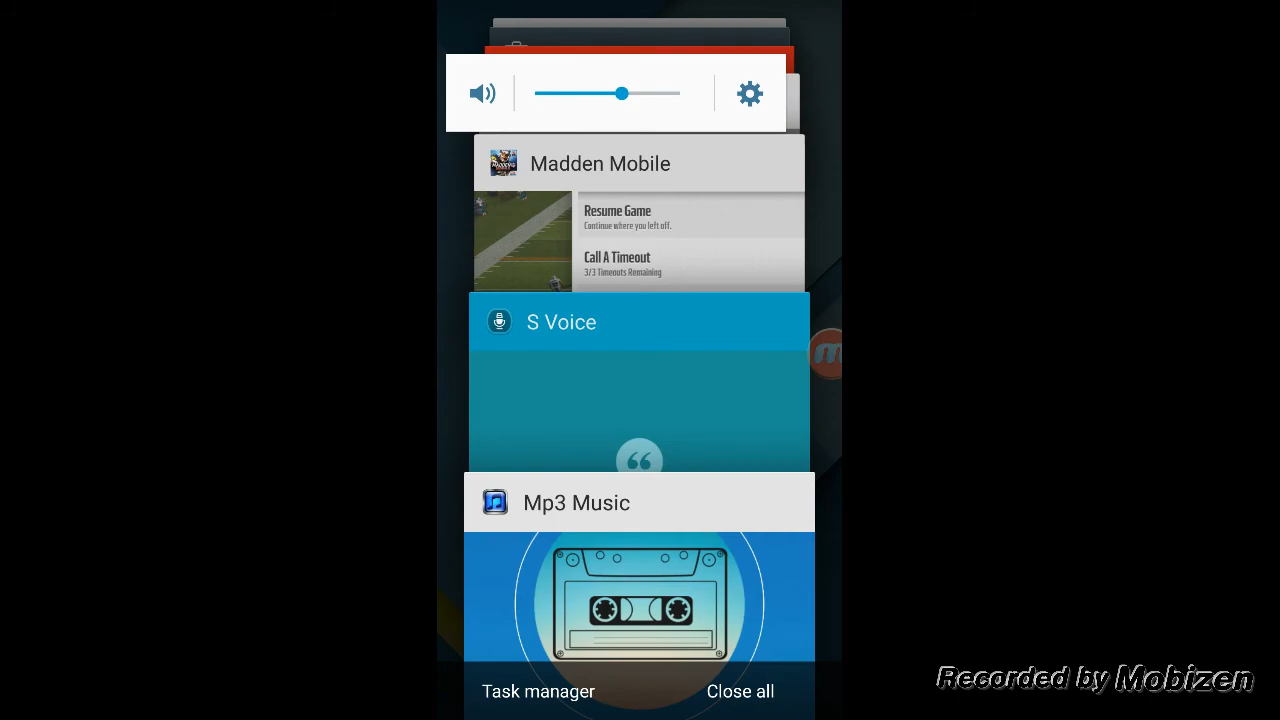 Madden Mobile
Resume Game
Continue where you left off.
Call A Timeout
3/3 Timeouts Remaining
S Voice
Mp3 Music
Task manager
Close all
Recorded by Mobizen